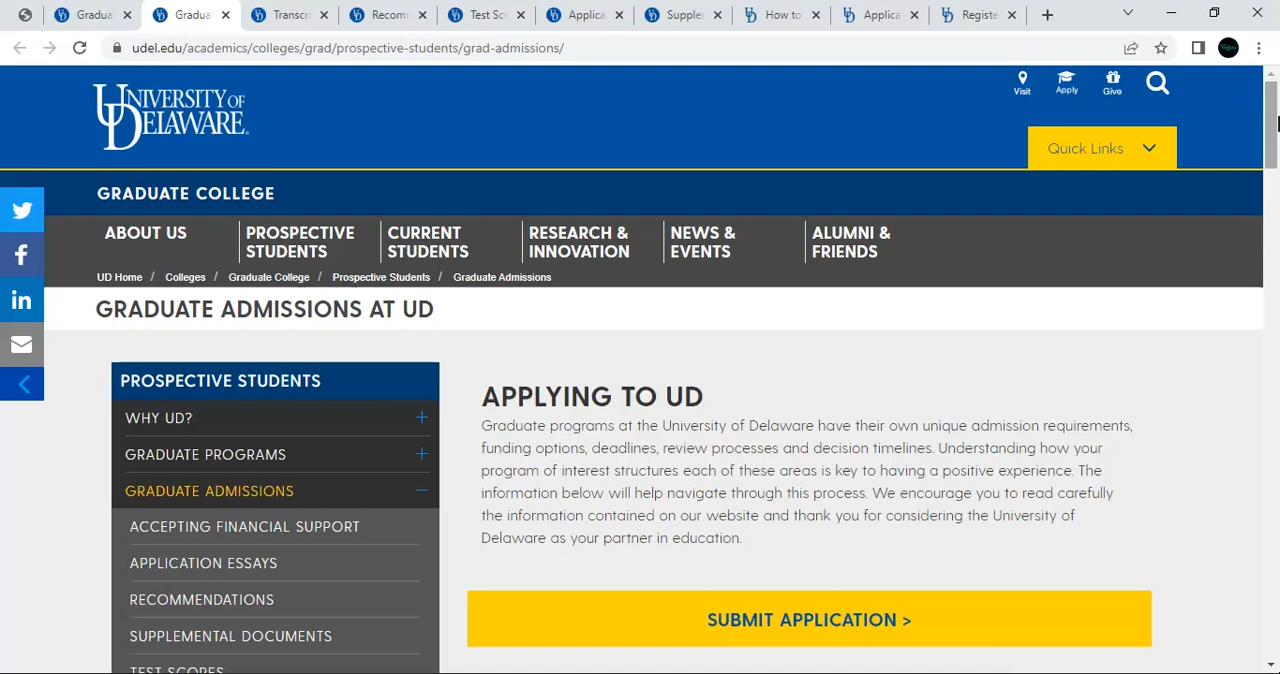 Gradua
Gradua
Transcr
Recom
Test Sc
Applica
Supple
How to
Applica
Registe
udel.edu/academics/colleges/grad/prospective-students/grad-admissions/
UNIVERSITY OF
DELAWARE.
Visit
Apply
Give
Quick Links
GRADUATE COLLEGE
ABOUT US
PROSPECTIVE
STUDENTS
CURRENT
STUDENTS
RESEARCH &
INNOVATION
NEWS &
EVENTS
ALUMNI &
FRIENDS
UD Home / Colleges / Graduate College / Prospective Students / Graduate Admissions
GRADUATE ADMISSIONS AT UD
PROSPECTIVE STUDENTS
WHY UD? +
GRADUATE PROGRAMS +
GRADUATE ADMISSIONS –
ACCEPTING FINANCIAL SUPPORT
APPLICATION ESSAYS
RECOMMENDATIONS
SUPPLEMENTAL DOCUMENTS
TEST SCORES
APPLYING TO UD
Graduate programs at the University of Delaware have their own unique admission requirements,
funding options, deadlines, review processes and decision timelines. Understanding how your
program of interest structures each of these areas is key to having a positive experience. The
information below will help navigate through this process. We encourage you to read carefully
the information contained on our website and thank you for considering the University of
Delaware as your partner in education.
SUBMIT APPLICATION >